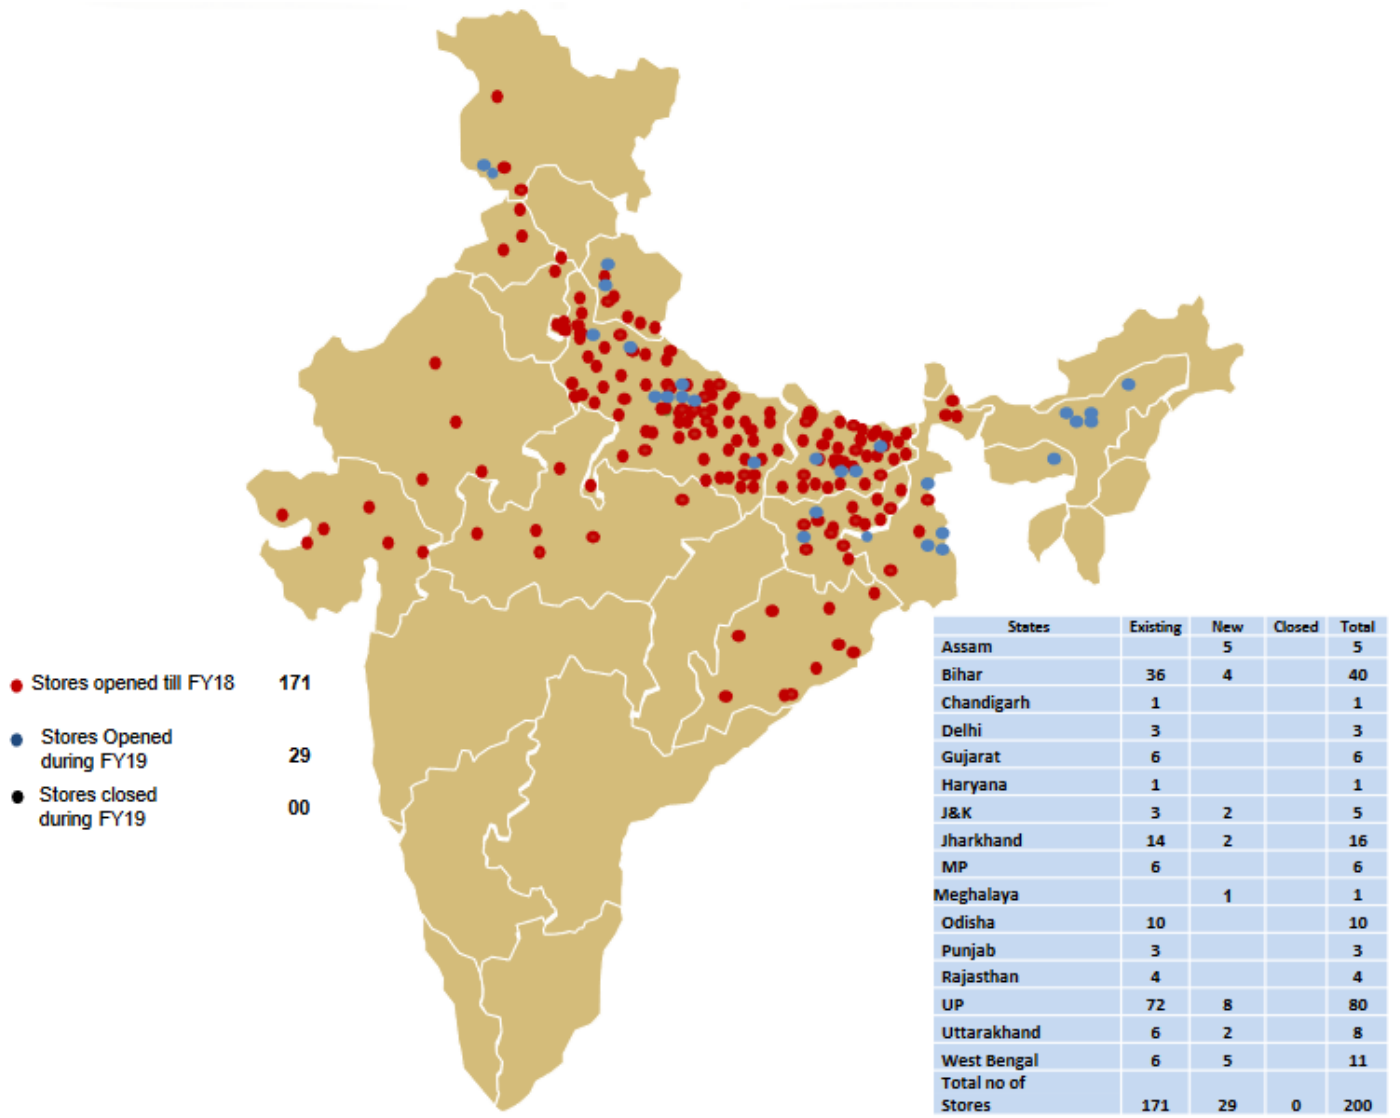 Stores opened till FY18 171
Stores Opened
during FY19 29
Stores closed
during FY19 00
States Existing New Closed Total
Assam 5 5
Bihar 36 4 40
Chandigarh 1 1
Delhi 3 3
Gujarat 6 6
Haryana 1 1
J&K 3 2 5
Jharkhand 14 2 16
MP 6 6
Meghalaya 1 1
Odisha 10 10
Punjab 3 3
Rajasthan 4 4
UP 72 8 80
Uttarakhand 6 2 8
West Bengal 6 5 11
Total no of
Stores 171 29 0 200